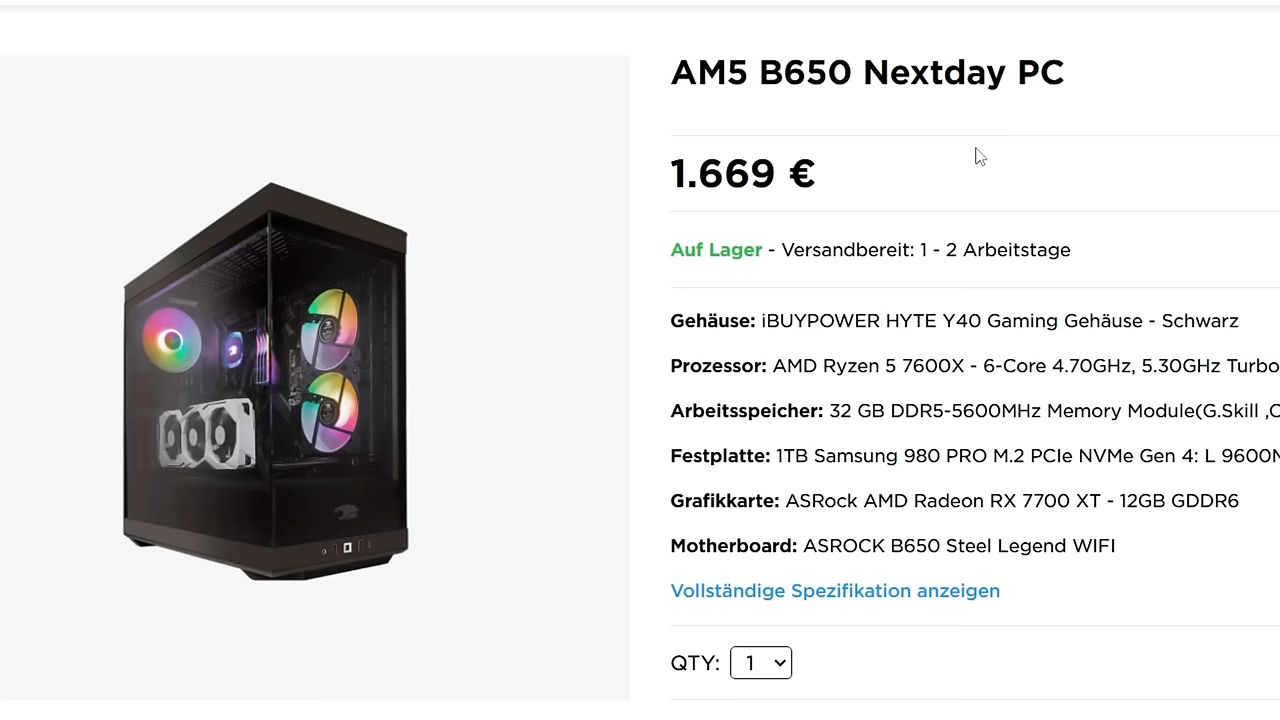 AM5 B650 Nextday PC
1.669 €
Auf Lager - Versandbereit: 1 - 2 Arbeitstage
Gehäuse: iBUYPOWER HYTE Y40 Gaming Gehäuse - Schwarz
Prozessor: AMD Ryzen 5 7600X - 6-Core 4.70GHz, 5.30GHz Turbo
Arbeitsspeicher: 32 GB DDR5-5600MHz Memory Module(G.Skill ,
Festplatte: 1TB Samsung 980 PRO M.2 PCIe NVMe Gen 4: L 9600
Grafikkarte: ASRock AMD Radeon RX 7700 XT - 12GB GDDR6
Motherboard: ASROCK B650 Steel Legend WIFI
Vollständige Spezifikation anzeigen
QTY: 1